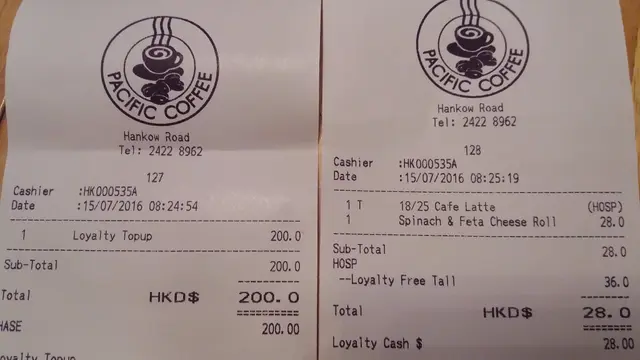 PACIFIC COFFEE
Hankow Road
Tel: 2422 8962
127
Cashier :HK000535A
Date :15/07/2016 08:24:54
1 Loyalty Topup 200.0
Sub-Total 200.0
Total HKD$ 200.0
HASE 200.00
Loyalty Topup
PACIFIC COFFEE
Hankow Road
Tel: 2422 8962
128
Cashier :HK000535A
Date :15/07/2016 08:25:19
1 T 18/25 Cafe Latte (HOSP)
1 Spinach & Feta Cheese Roll 28.0
Sub-Total 28.0
HOSP
--Loyalty Free Tall 36.0
Total HKD$ 28.0
Loyalty Cash $ 28.00